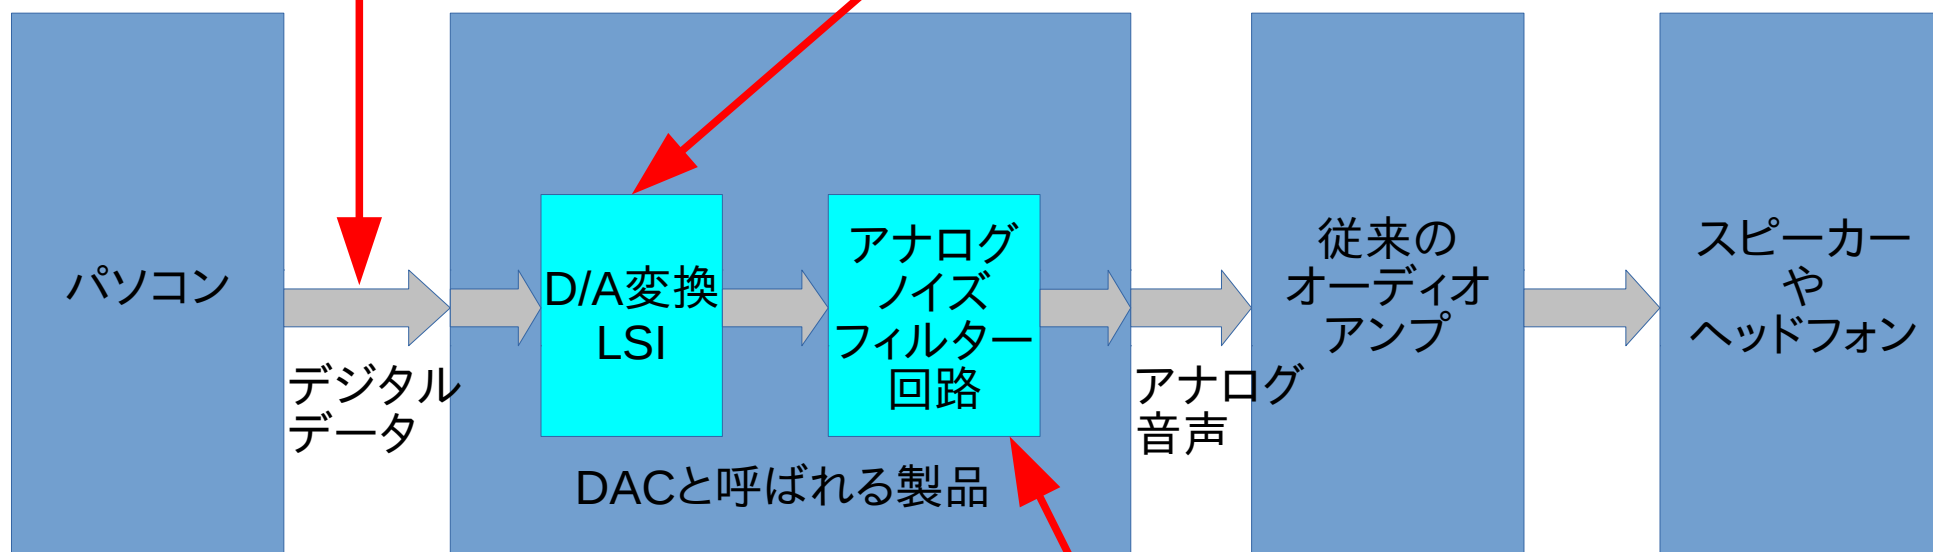 パソコン
デジタル
データ
D/A変換
LSI
アナログ
ノイズ
フィルター
回路
DACと呼ばれる製品
アナログ
音声
従来の
オーディオ
アンプ
スピーカー
や
ヘッドフォン